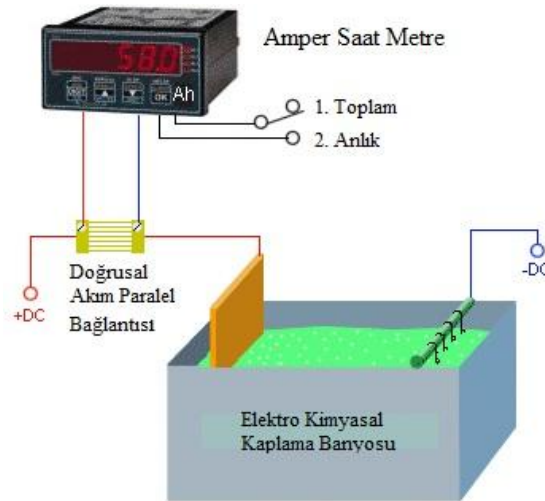 Amper Saat Metre
58.0
Ah
OK
1. Toplam
2. Anlık
Doğrusal
Akım Paralel
Bağlantısı
+DC
-DC
Elektro Kimyasal
Kaplama Banyosu